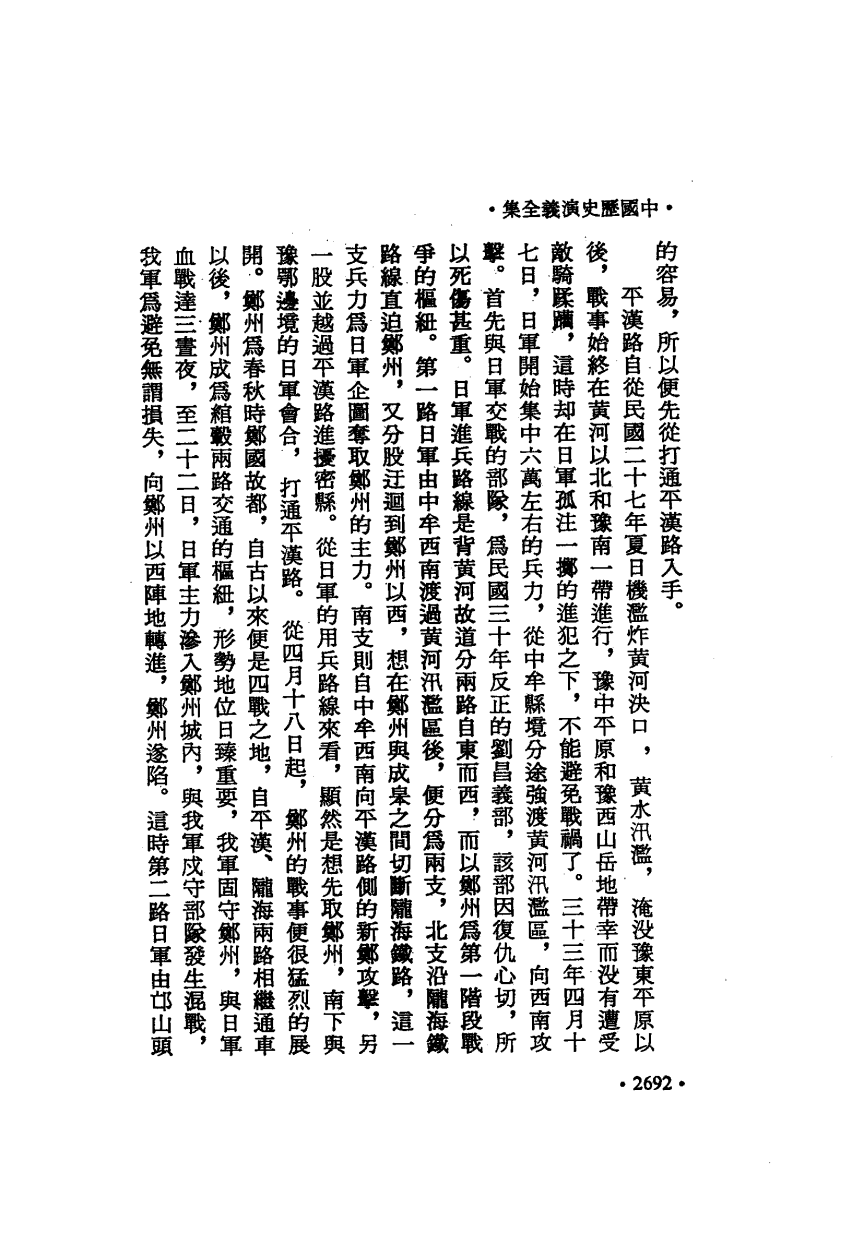 •中國歷史演義全集•
的容易，所以便先從打通平漢路入手。
平漢路自從民國二十七年夏日機濫炸黃河決口，黃水汎濫，淹沒豫東平原以
後，戰事始終在黃河以北和豫南一帶進行，豫中平原和豫西山岳地帶幸而沒有遭受
敵騎蹂躪，這時却在日軍孤注一擲的進犯之下，不能避免戰禍了。三十三年四月十
七日，日軍開始集中六萬左右的兵力，從中牟縣境分途強渡黃河汎濫區，向西南攻
擊。首先與日軍交戰的部隊，爲民國三十年反正的劉昌義部，該部因復仇心切，所
以死傷甚重。日軍進兵路線是背黃河故道分兩路自東而西，而以鄭州爲第一階段戰
爭的樞紐。第一路日軍由中牟西南渡過黃河汎濫區後，便分爲兩支，北支沿隴海鐵
路線直迫鄭州，又分股迂迴到鄭州以西，想在鄭州與成皋之間切斷隴海鐵路，這一
支兵力爲日軍企圖奪取鄭州的主力。南支則自中牟西南向平漢路側的新鄭攻擊，另
一股並越過平漢路進擾密縣。從日軍的用兵路線來看，顯然是想先取鄭州，南下與
豫鄂邊境的日軍會合，打通平漢路。從四月十八日起，鄭州的戰事便很猛烈的展
開。鄭州爲春秋時鄭國故都，自古以來便是四戰之地，自平漢、隴海兩路相繼通車
以後，鄭州成爲綰轂兩路交通的樞紐，形勢地位日臻重要，我軍固守鄭州，與日軍
血戰達三晝夜，至二十二日，日軍主力滲入鄭州城內，與我軍戍守部隊發生混戰，
我軍爲避免無謂損失，向鄭州以西陣地轉進，鄭州遂陷。這時第二路日軍由邙山頭
•2692•